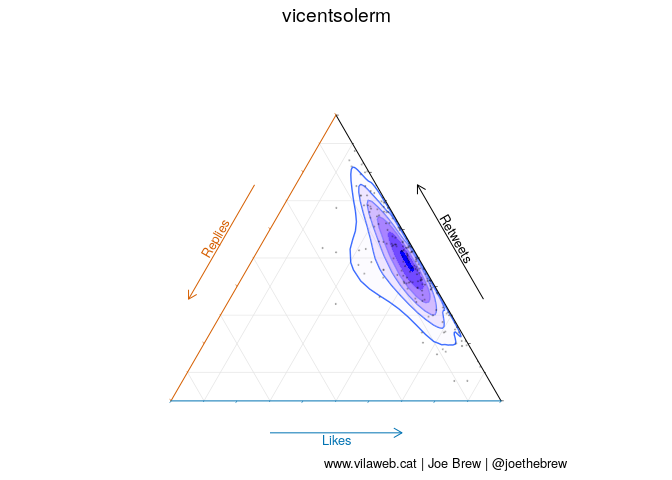 vicentsolerm
Replies
Retweets
Likes
www.vilaweb.cat | Joe Brew | @joethebrew